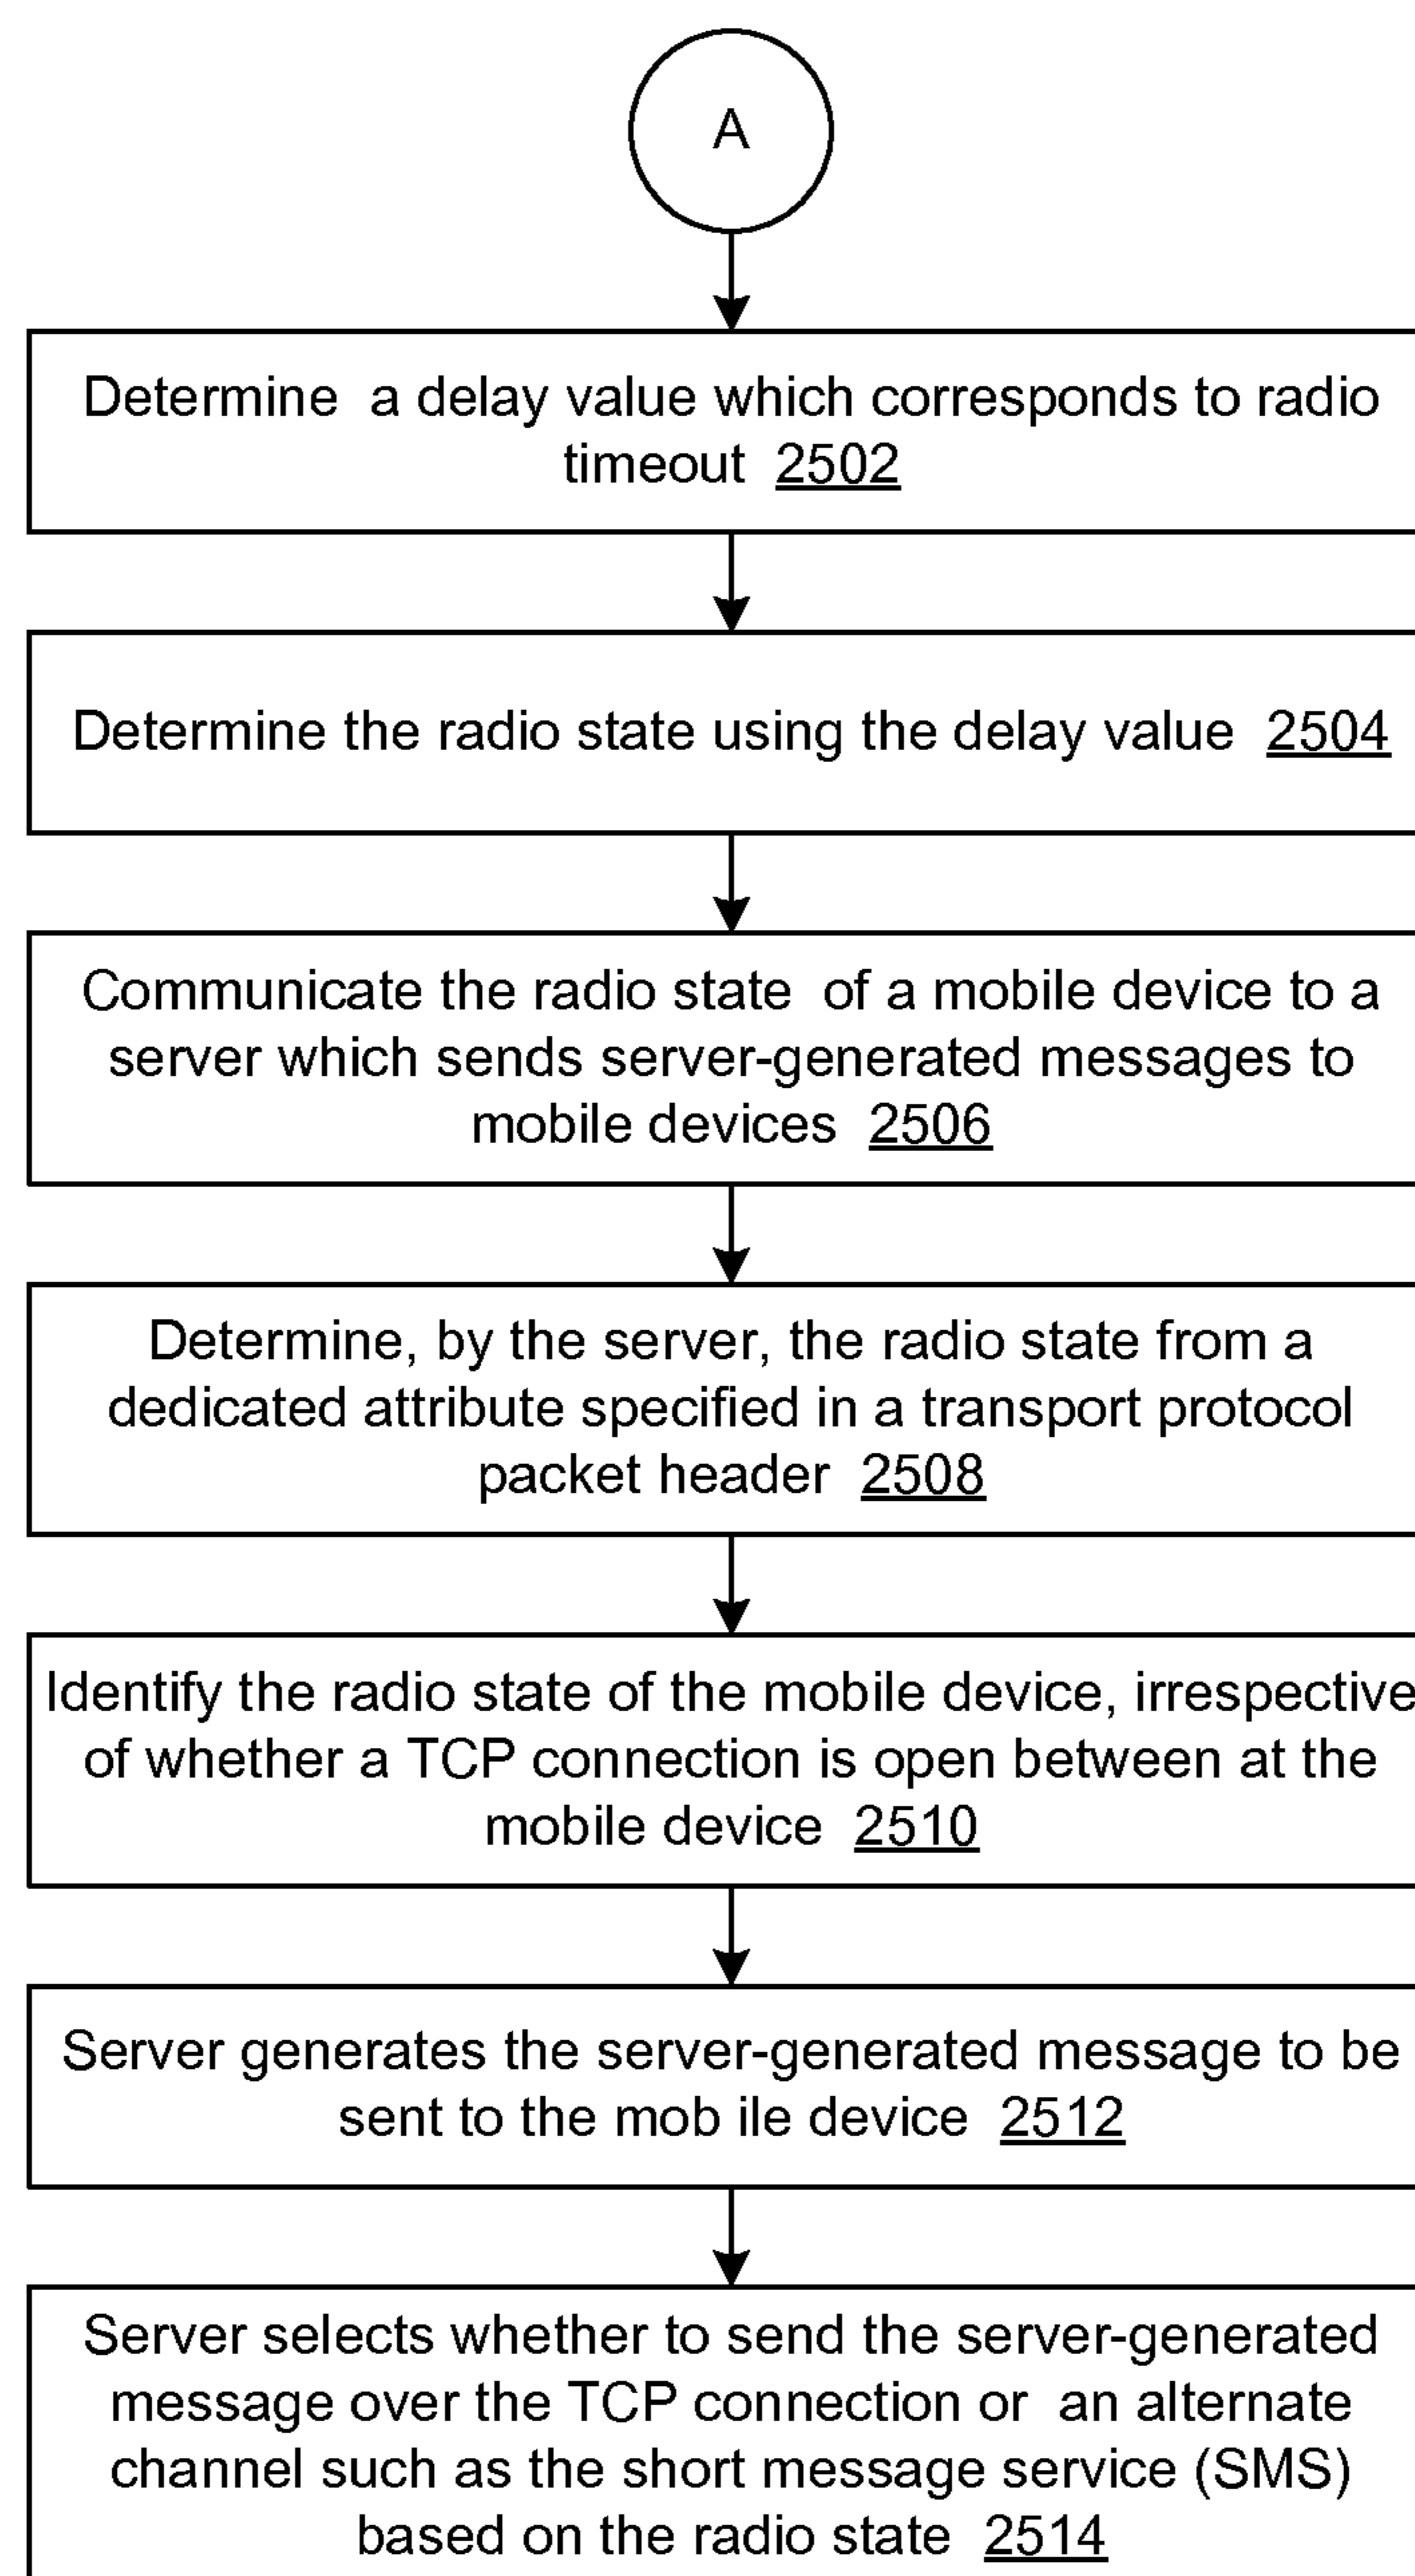 A
Determine a delay value which corresponds to radio
timeout 2502
Determine the radio state using the delay value 2504
Communicate the radio state of a mobile device to a
server which sends server-generated messages to
mobile devices 2506
Determine, by the server, the radio state from a
dedicated attribute specified in a transport protocol
packet header 2508
Identify the radio state of the mobile device, irrespective
of whether a TCP connection is open between at the
mobile device 2510
Server generates the server-generated message to be
sent to the mob ile device 2512
Server selects whether to send the server-generated
message over the TCP connection or an alternate
channel such as the short message service (SMS)
based on the radio state 2514